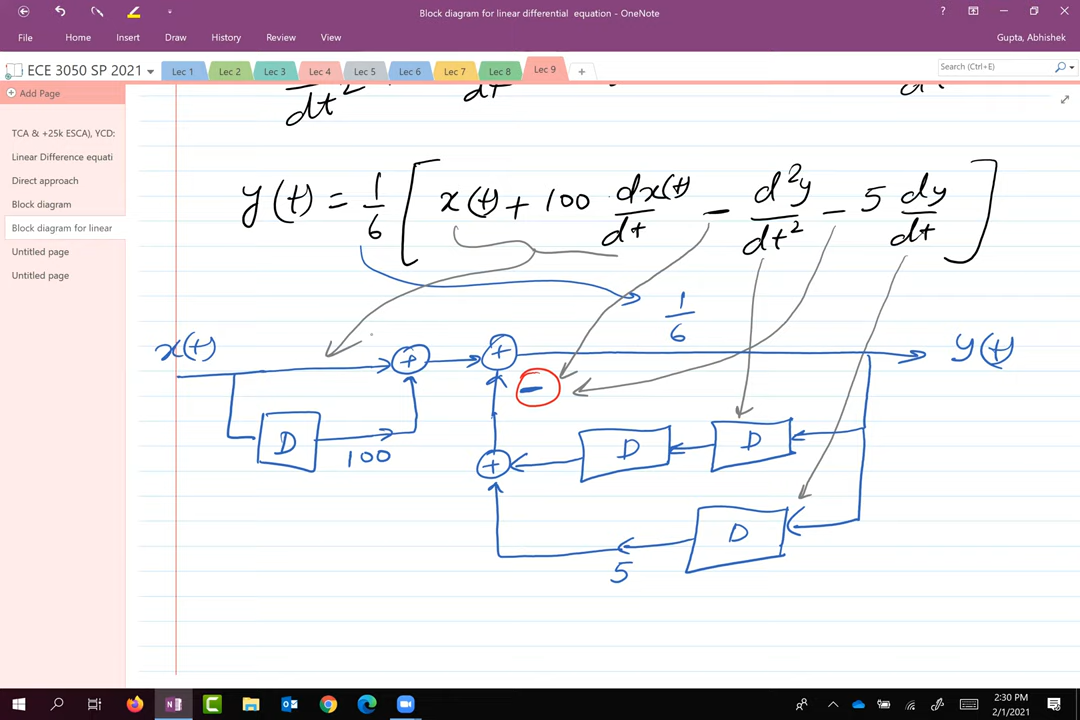 Block diagram for linear differential equation - OneNote
Gupta, Abhishek
File Home Insert Draw History Review View
ECE 3050 SP 2021
Lec 1 Lec 2 Lec 3 Lec 4 Lec 5 Lec 6 Lec 7 Lec 8 Lec 9
Search (Ctrl+E)
Add Page
TCA & +25k ESCA), YCD:
Linear Difference equati
Direct approach
Block diagram
Block diagram for linear
Untitled page
Untitled page
dt² dt dt
y(t) = 1/6 [ x(t) + 100 dx(t)/dt - d²y/dt² - 5 dy/dt ]
1/6
x(t) + + y(t)
-
D 100
+ D D
D
5
2:30 PM
2/1/2021